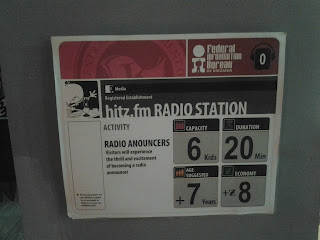 Federal
Information
Bureau
0
Media
Registered Establishment
hitz.fm RADIO STATION
ACTIVITY
RADIO ANOUNCERS
Visitors will experience
the thrill and excitement
of becoming a radio
announcer
CAPACITY
6 Kids
DURATION
20 Min
AGE
SUGGESTED
+7 Years
ECONOMY
8